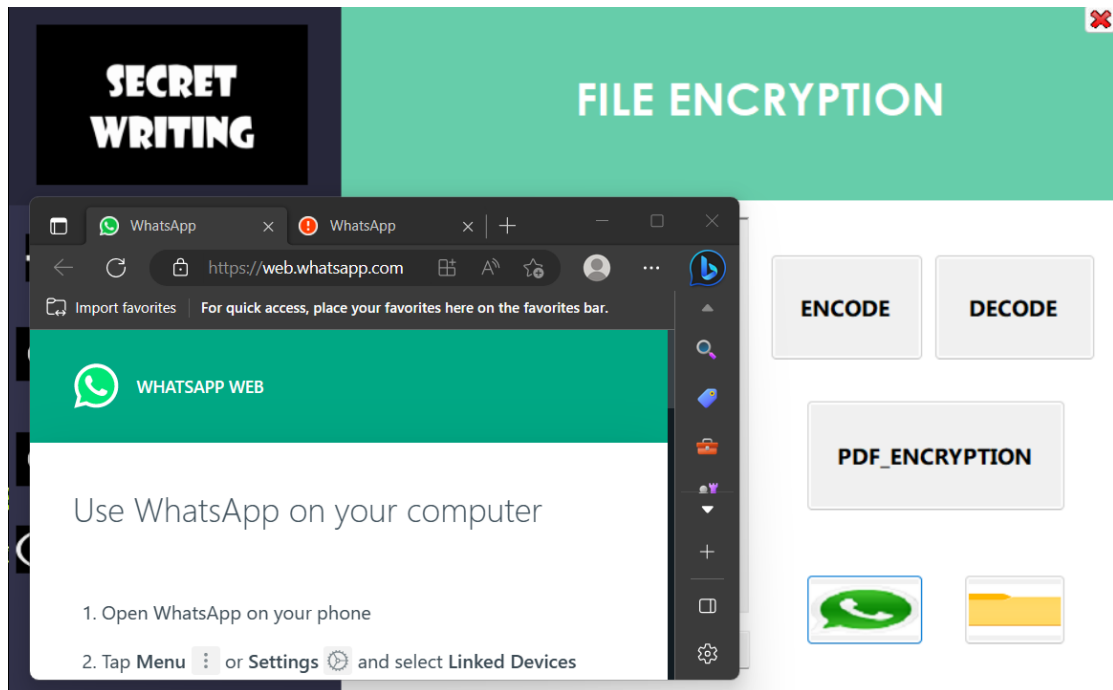 SECRET
WRITING
FILE ENCRYPTION
WhatsApp
WhatsApp
https://web.whatsapp.com
Import favorites
For quick access, place your favorites here on the favorites bar.
WHATSAPP WEB
Use WhatsApp on your computer
1. Open WhatsApp on your phone
2. Tap Menu or Settings and select Linked Devices
ENCODE
DECODE
PDF_ENCRYPTION